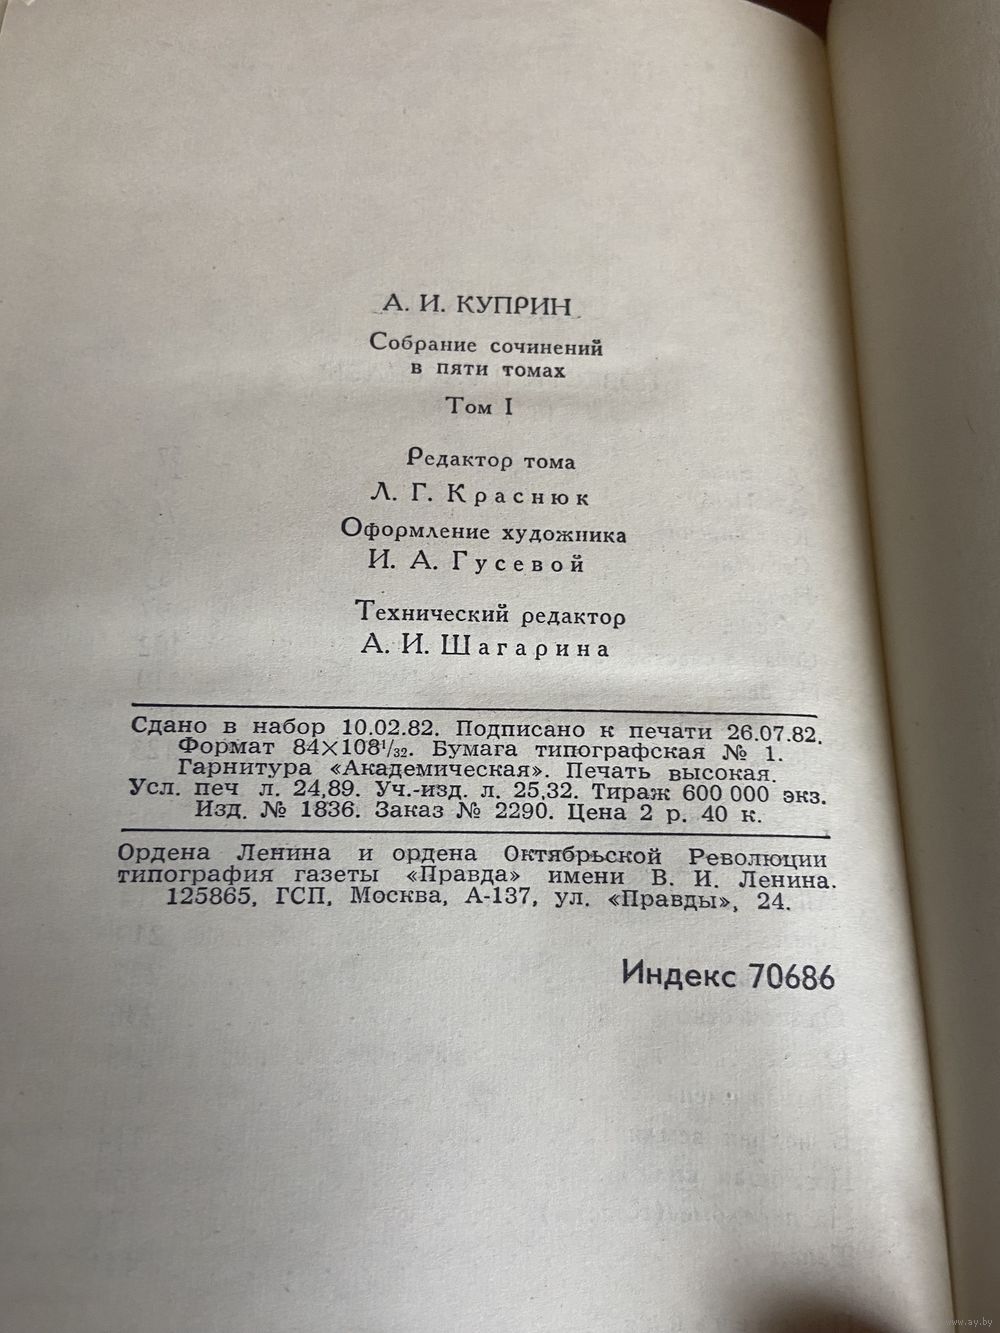 А. И. КУПРИН
Собрание сочинений
в пяти томах
Том I
Редактор тома
Л. Г. Краснюк
Оформление художника
И. А. Гусевой
Технический редактор
А. И. Шагарина
Сдано в набор 10.02.82. Подписано к печати 26.07.82.
Формат 84×108¹/₃₂. Бумага типографская № 1.
Гарнитура «Академическая». Печать высокая.
Усл. печ л. 24,89. Уч.-изд. л. 25,32. Тираж 600 000 экз.
Изд. № 1836. Заказ № 2290. Цена 2 р. 40 к.
Ордена Ленина и ордена Октябрьской Революции
типография газеты «Правда» имени В. И. Ленина.
125865, ГСП, Москва, А-137, ул. «Правды», 24.
Индекс 70686
www.ay.by